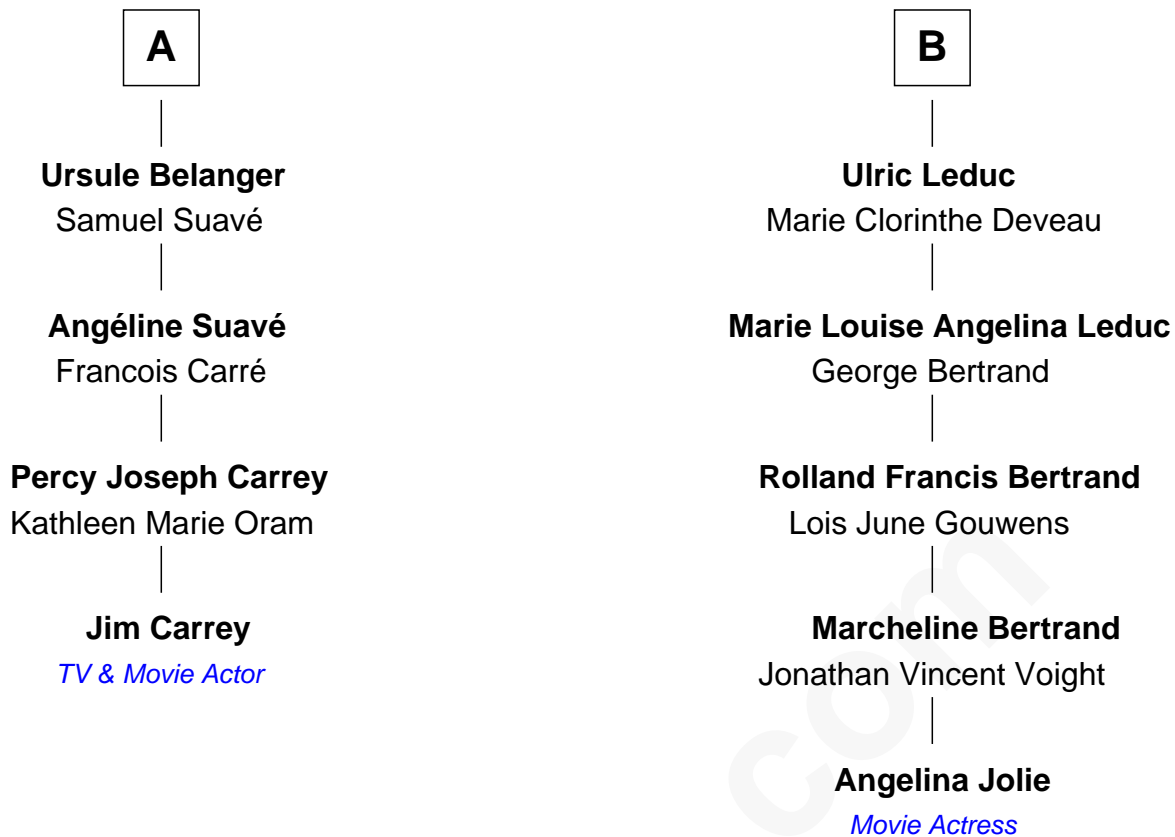 A
Ursule Belanger
Samuel Suavé
Angéline Suavé
Francois Carré
Percy Joseph Carrey
Kathleen Marie Oram
Jim Carrey
TV & Movie Actor
B
Ulric Leduc
Marie Clorinthe Deveau
Marie Louise Angelina Leduc
George Bertrand
Rolland Francis Bertrand
Lois June Gouwens
Marcheline Bertrand
Jonathan Vincent Voight
Angelina Jolie
Movie Actress
com